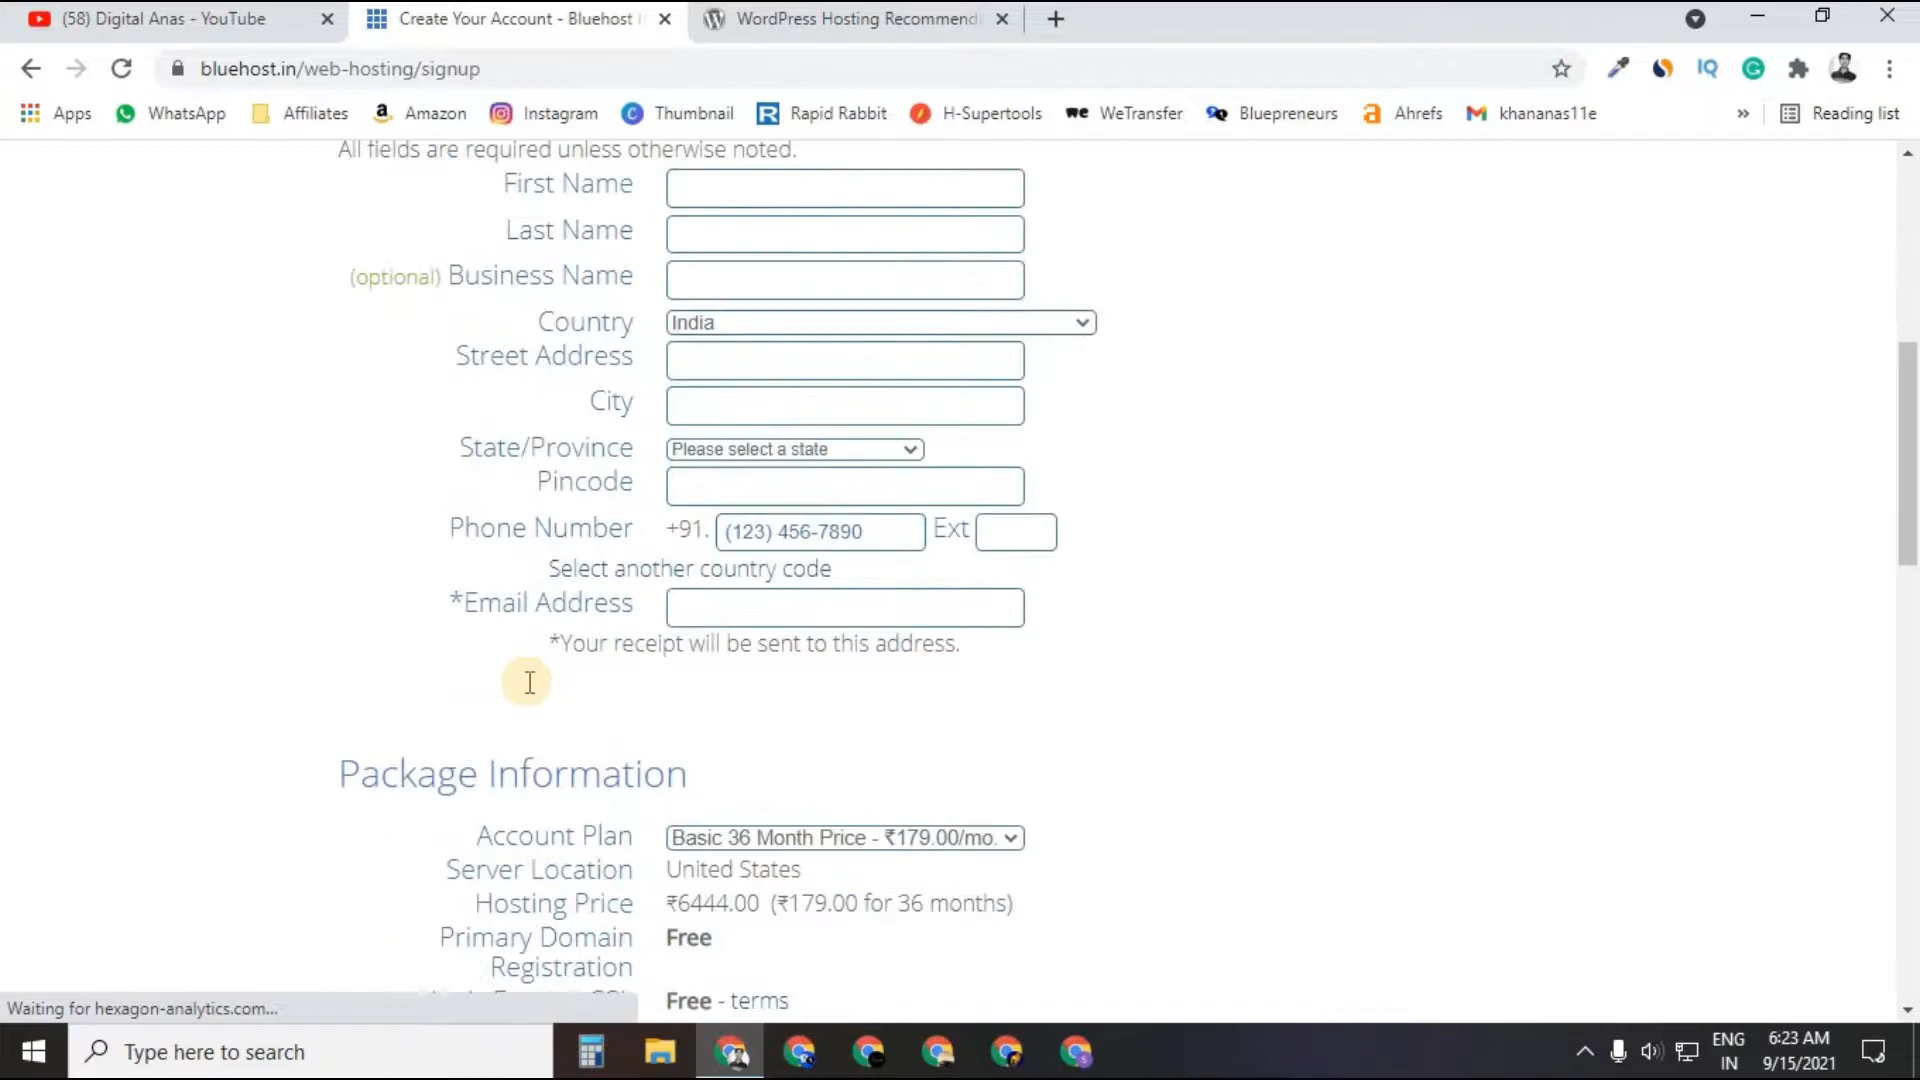 (58) Digital Anas - YouTube
Create Your Account - Bluehost
WordPress Hosting Recommend
bluehost.in/web-hosting/signup
IQ
Apps
WhatsApp
Affiliates
Amazon
Instagram
Thumbnail
Rapid Rabbit
H-Supertools
WeTransfer
Bluepreneurs
Ahrefs
khananas11e
»
Reading list
All fields are required unless otherwise noted.
First Name
Last Name
(optional) Business Name
Country India
Street Address
City
State/Province Please select a state
Pincode
Phone Number +91. (123) 456-7890 Ext
Select another country code
*Email Address
*Your receipt will be sent to this address.
Package Information
Account Plan Basic 36 Month Price - ₹179.00/mo.
Server Location United States
Hosting Price ₹6444.00 (₹179.00 for 36 months)
Primary Domain Free
Registration
Free - terms
Waiting for hexagon-analytics.com...
Type here to search
ENG
IN
6:23 AM
9/15/2021